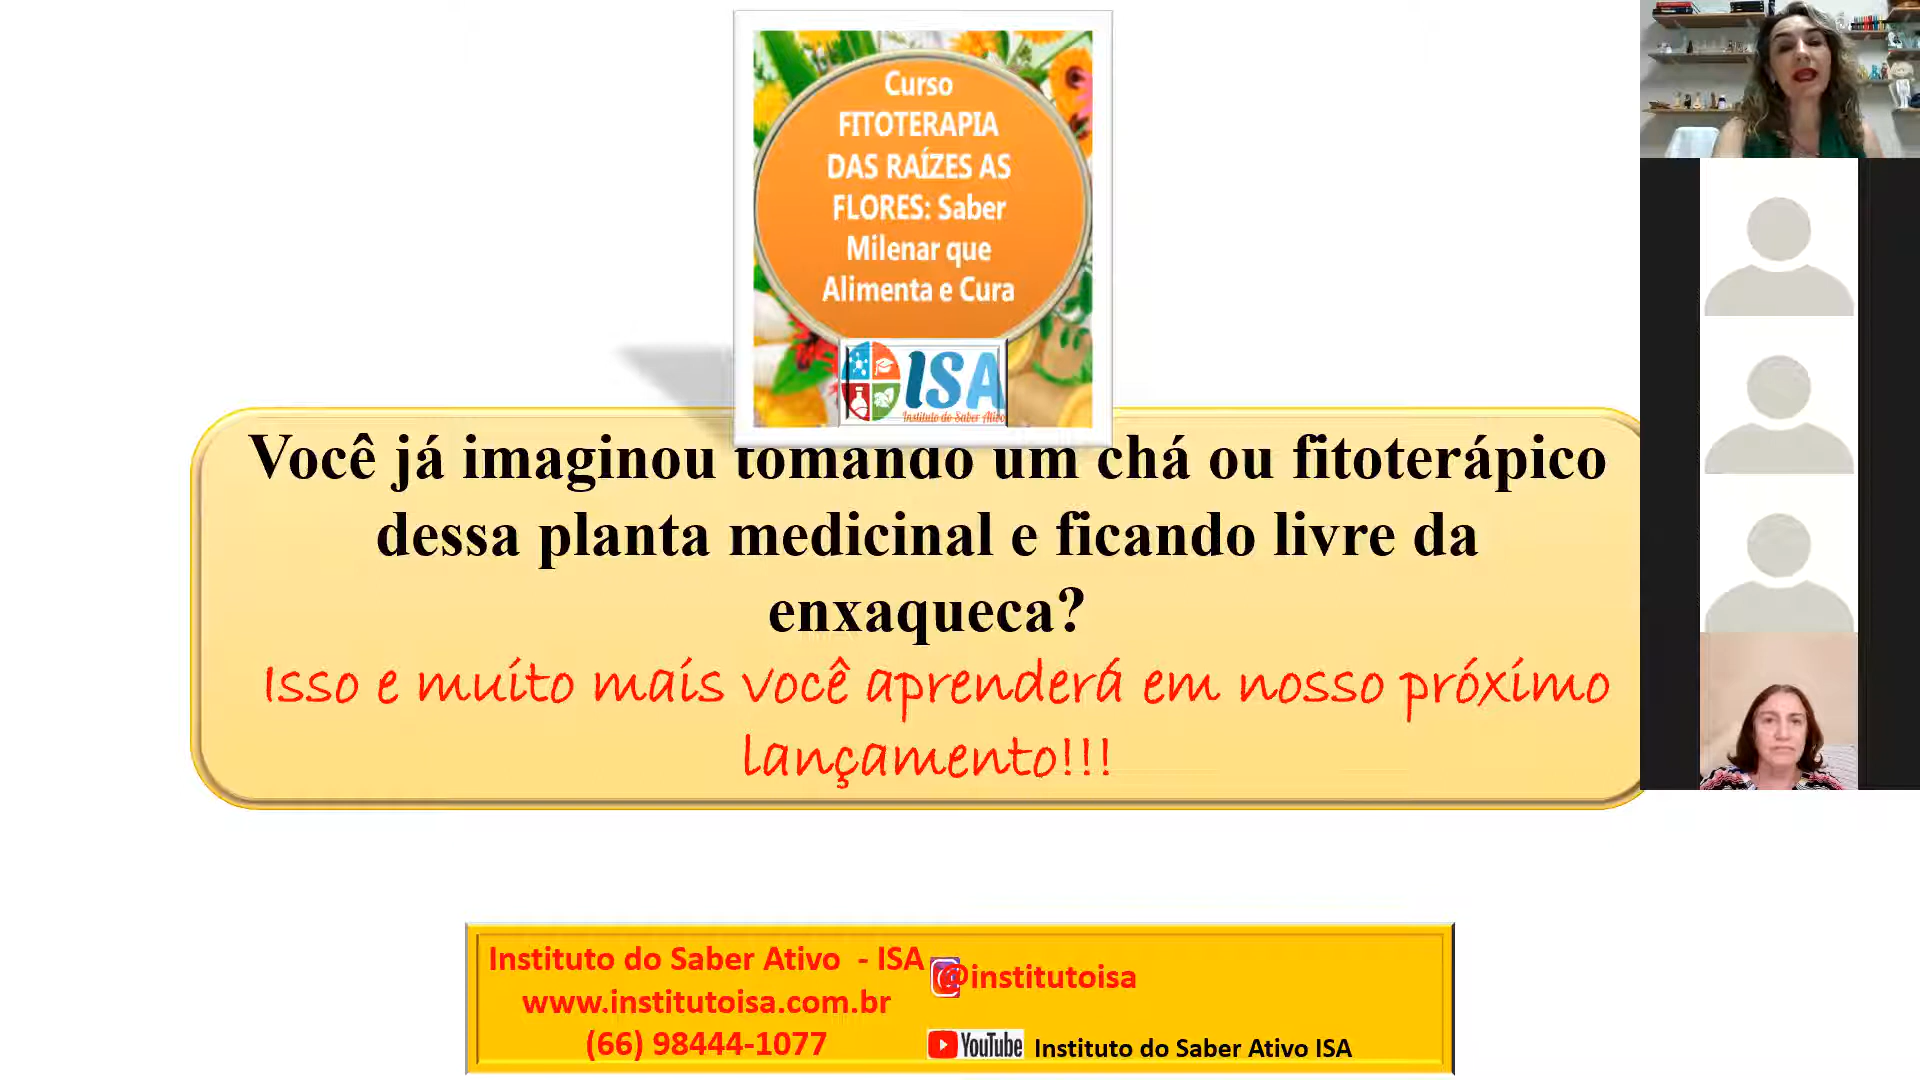 Curso
FITOTERAPIA
DAS RAÍZES AS
FLORES: Saber
Milenar que
Alimenta e Cura
ISA
Instituto do Saber Ativo
Você já imaginou tomando um chá ou fitoterápico
dessa planta medicinal e ficando livre da
enxaqueca?
Isso e muito mais você aprenderá em nosso próximo
lançamento!!!
Instituto do Saber Ativo - ISA
www.institutoisa.com.br
(66) 98444-1077
@institutoisa
YouTube Instituto do Saber Ativo ISA